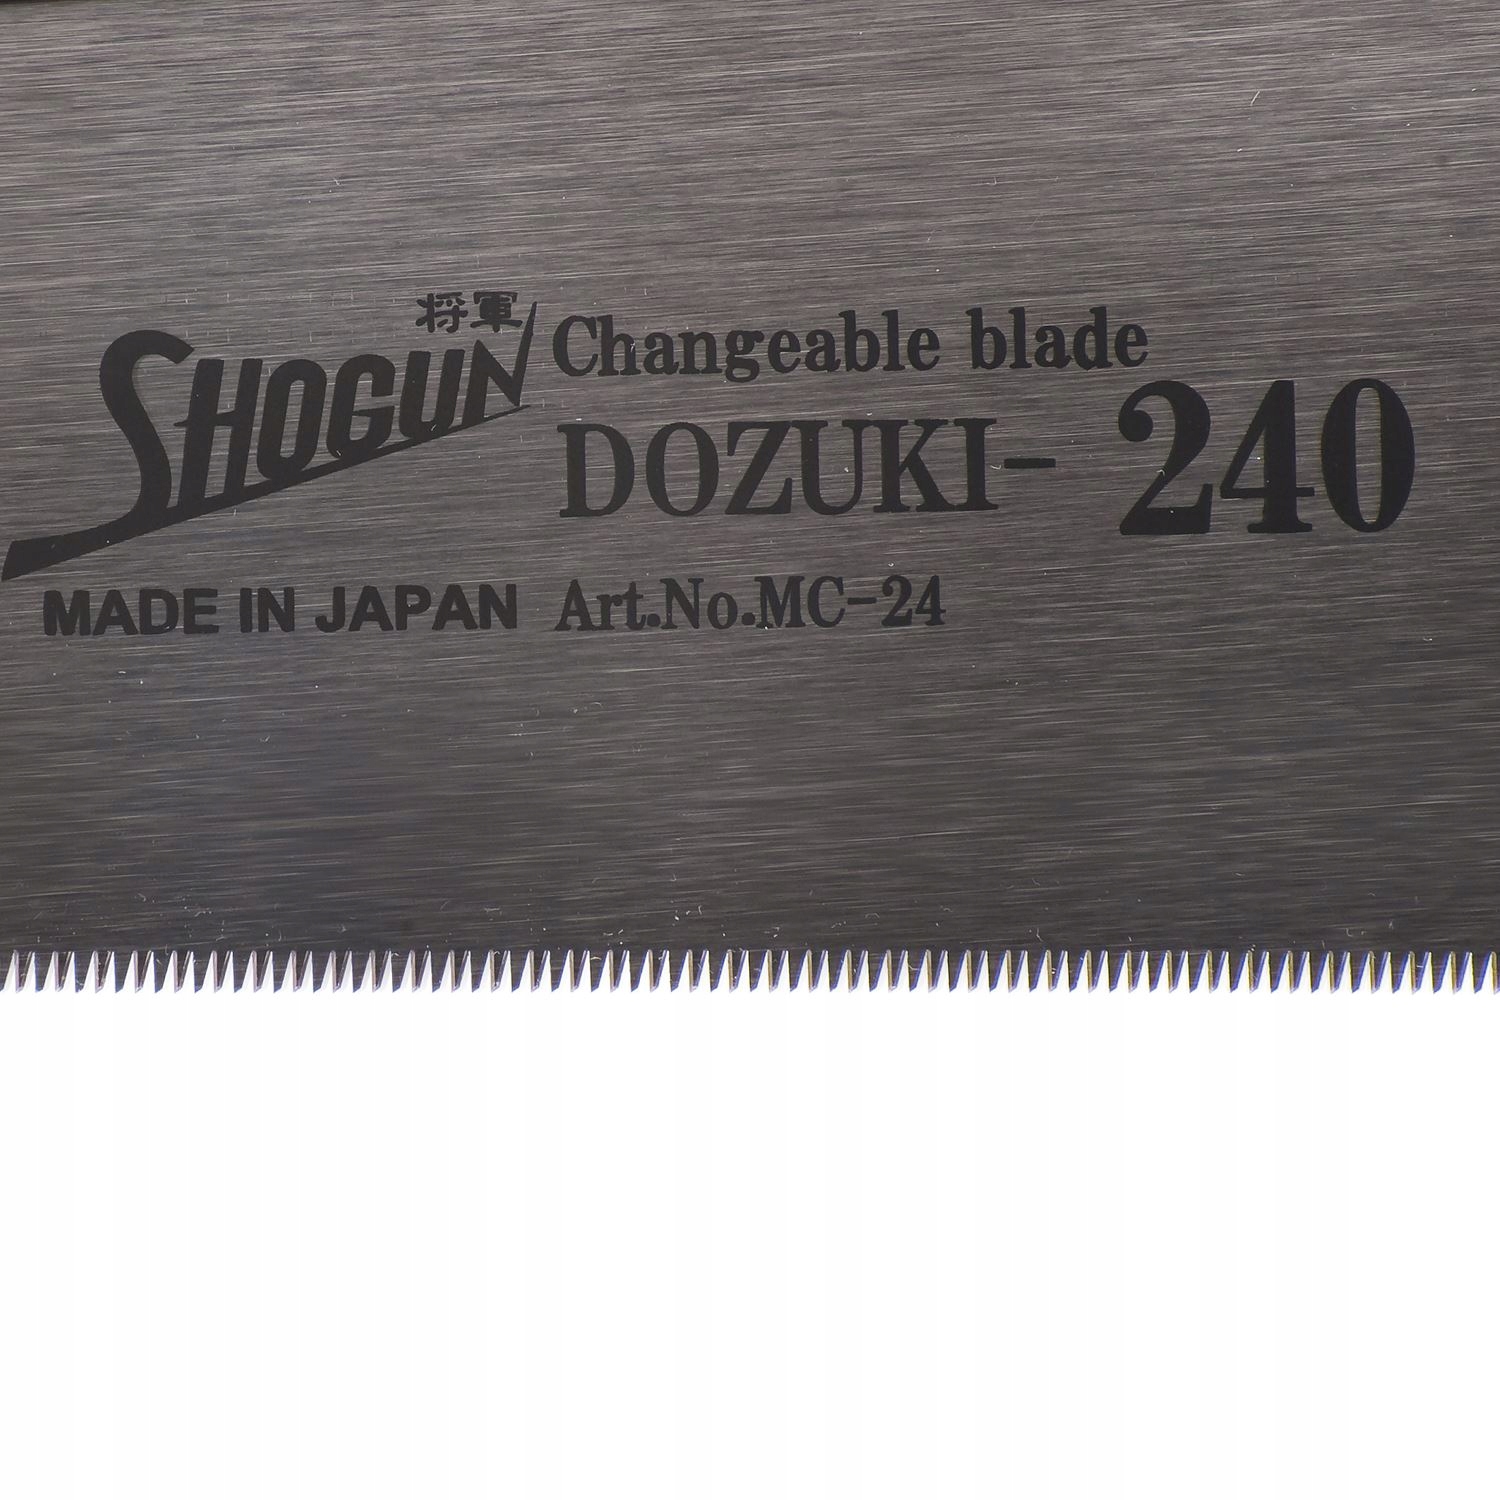 将軍
SHOGUN
MADE IN JAPAN
Changeable blade
DOZUKI-240
Art.No.MC-24